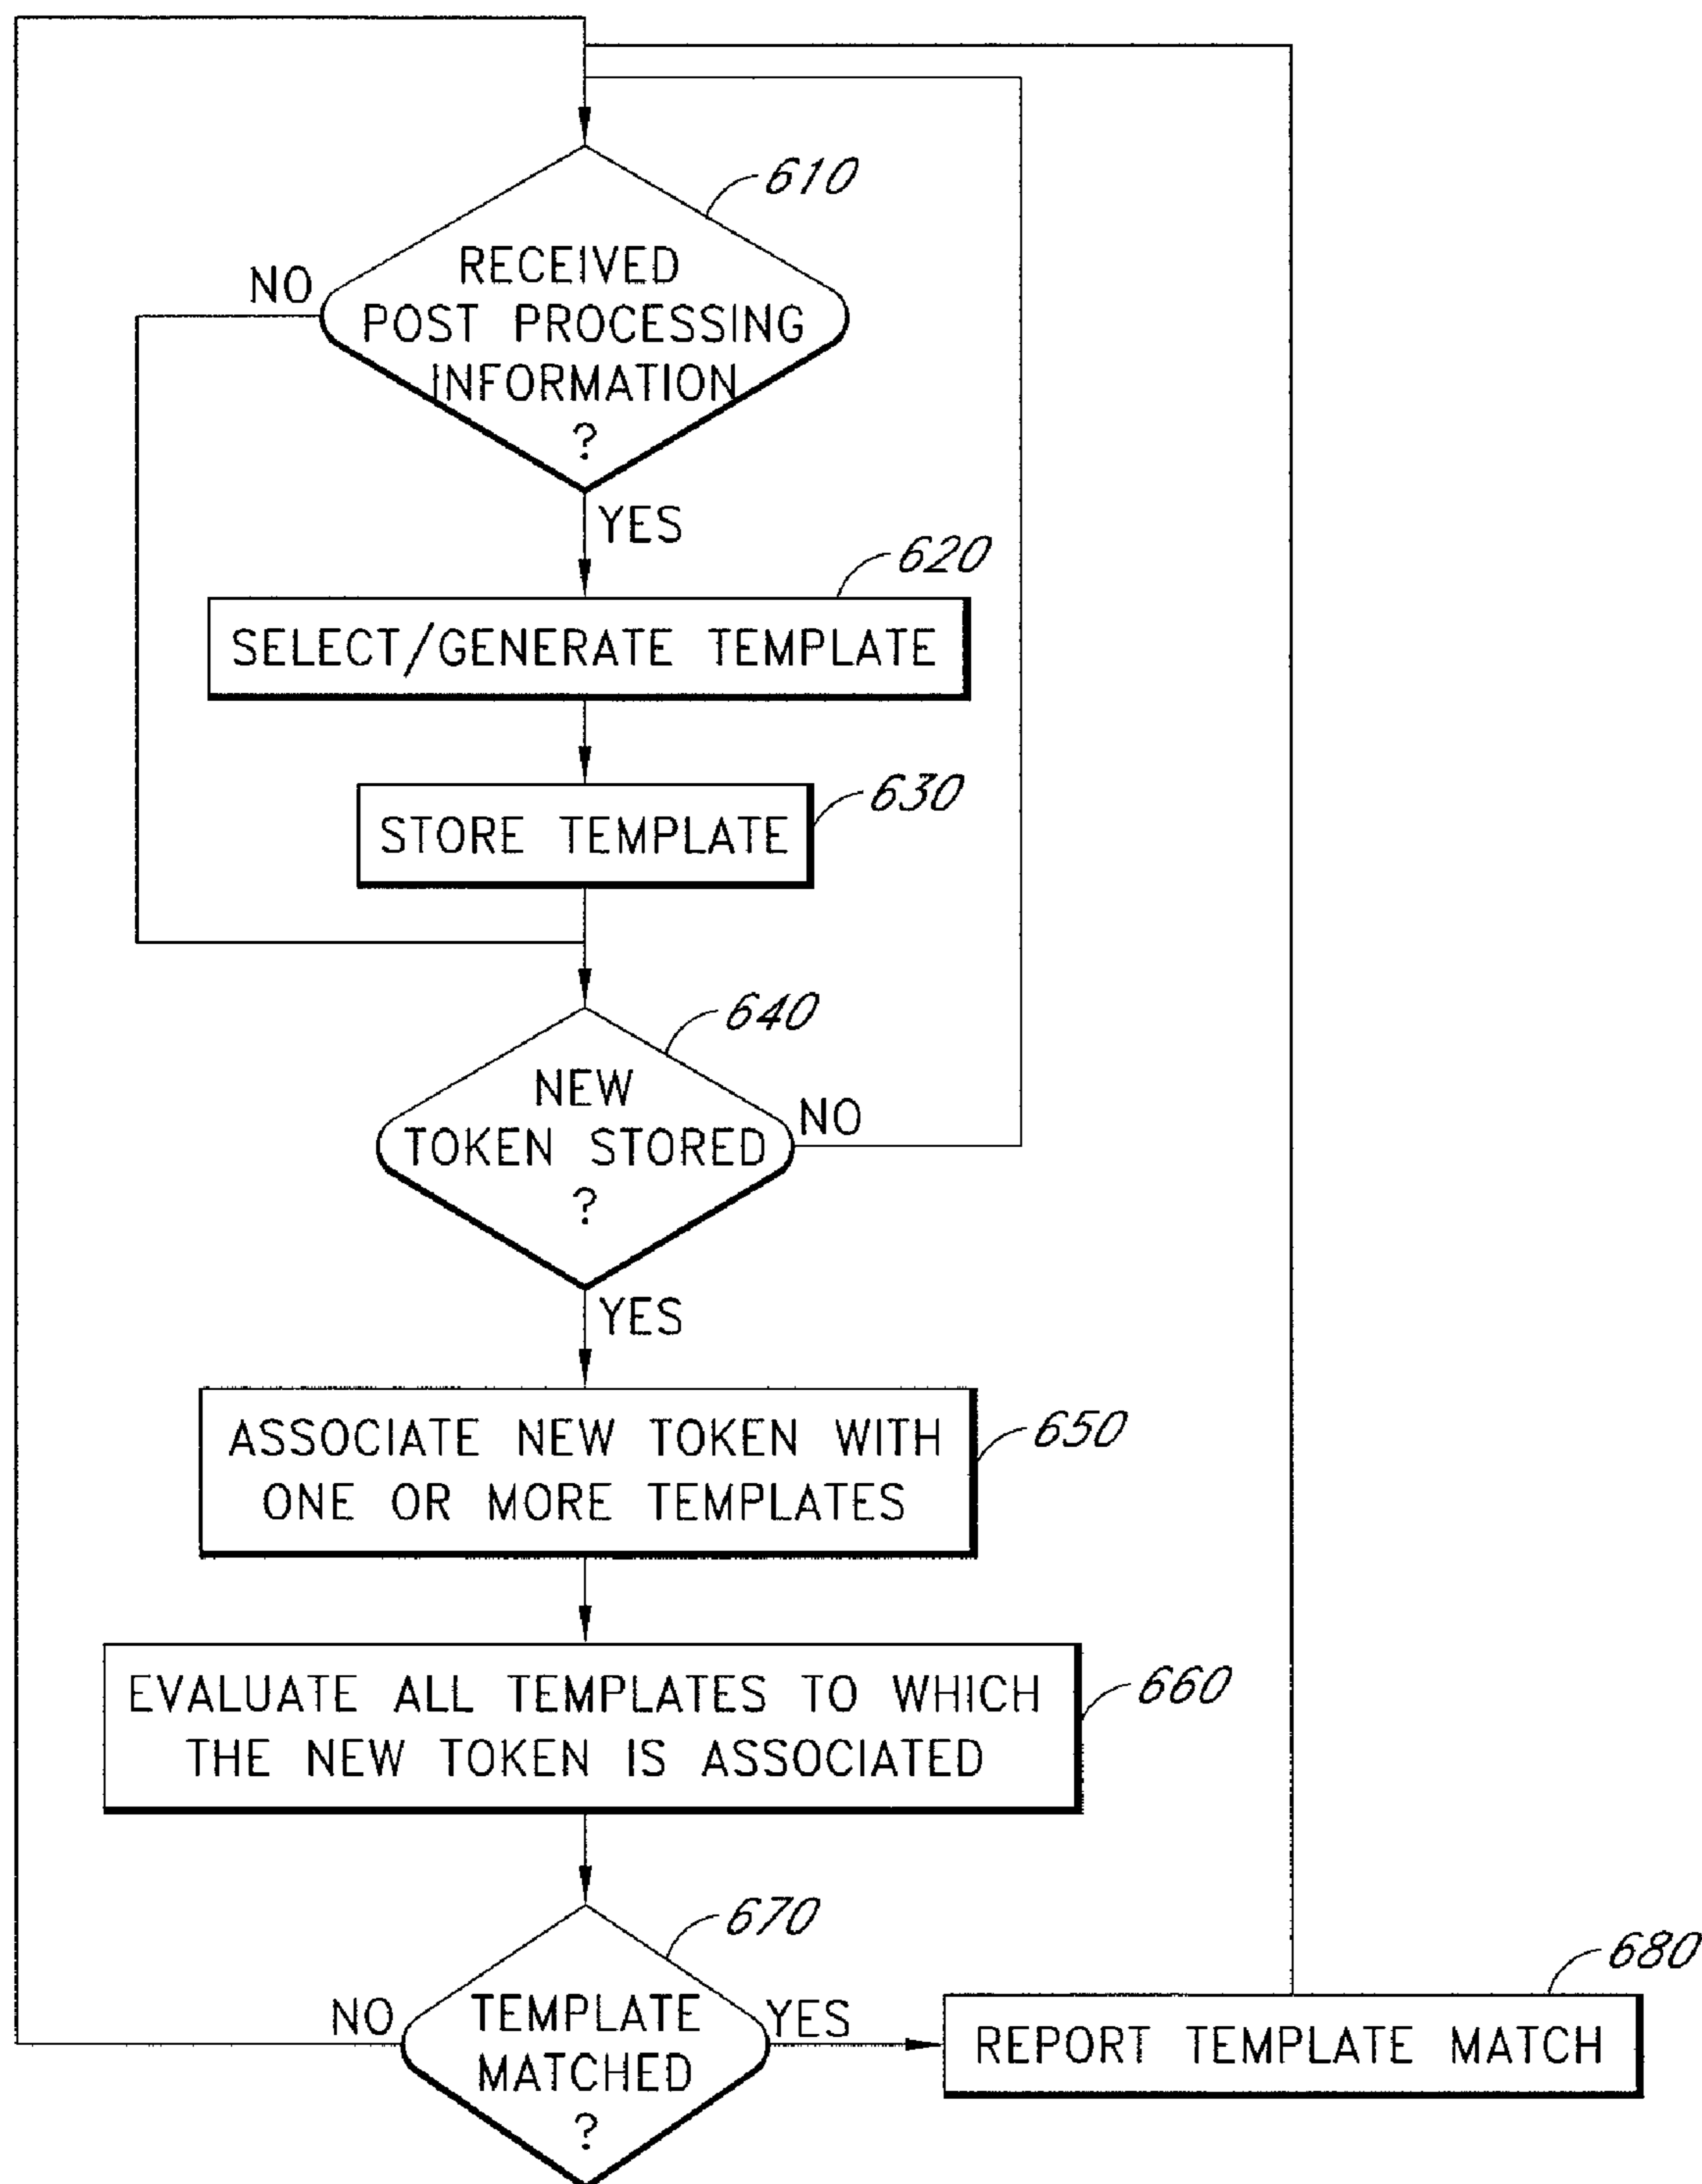 610
RECEIVED
POST PROCESSING
INFORMATION
?
NO
YES
620
SELECT/GENERATE TEMPLATE
630
STORE TEMPLATE
640
NEW
TOKEN STORED
?
NO
YES
650
ASSOCIATE NEW TOKEN WITH
ONE OR MORE TEMPLATES
660
EVALUATE ALL TEMPLATES TO WHICH
THE NEW TOKEN IS ASSOCIATED
670
TEMPLATE
MATCHED
?
NO
YES
680
REPORT TEMPLATE MATCH